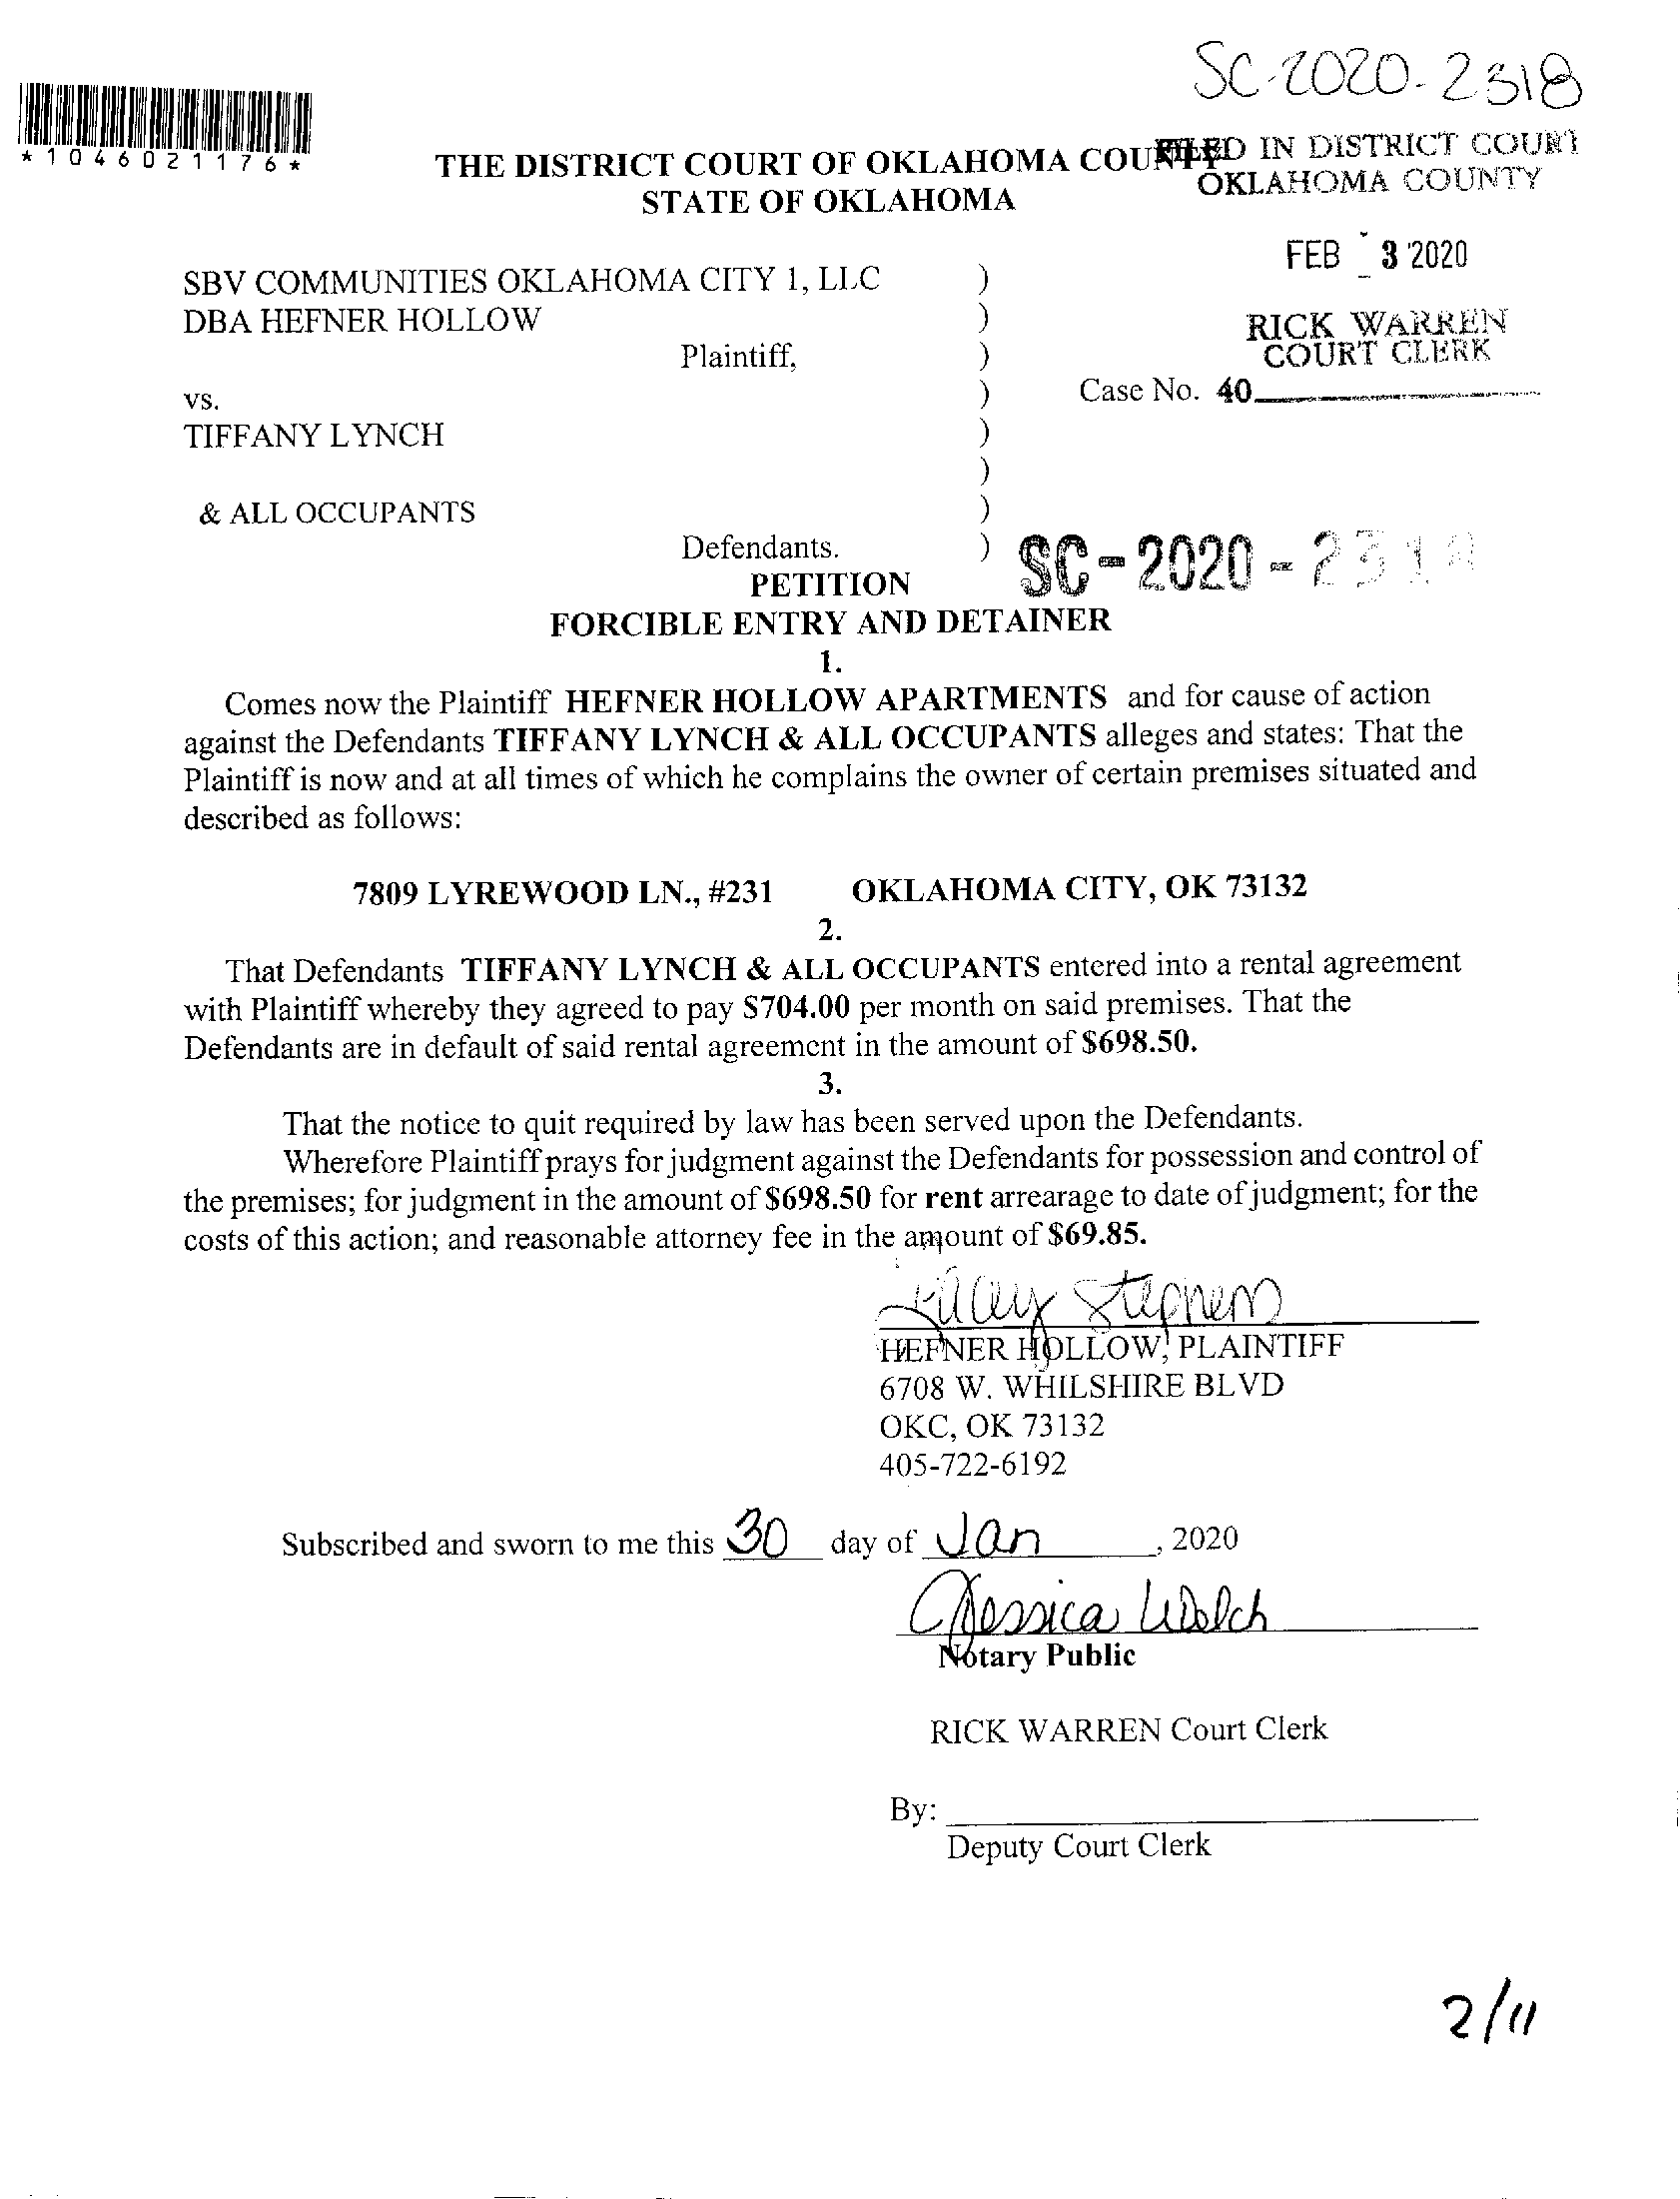 SC-2020-2318
*1046021176*
THE DISTRICT COURT OF OKLAHOMA COUNTY
STATE OF OKLAHOMA
FILED IN DISTRICT COURT
OKLAHOMA COUNTY
FEB - 3 2020
RICK WARREN
COURT CLERK
SBV COMMUNITIES OKLAHOMA CITY 1, LLC )
DBA HEFNER HOLLOW )
Plaintiff, )
vs. ) Case No. 40
TIFFANY LYNCH )
)
& ALL OCCUPANTS )
Defendants. )
SC-2020-2318
PETITION
FORCIBLE ENTRY AND DETAINER
1.
Comes now the Plaintiff HEFNER HOLLOW APARTMENTS and for cause of action
against the Defendants TIFFANY LYNCH & ALL OCCUPANTS alleges and states: That the
Plaintiff is now and at all times of which he complains the owner of certain premises situated and
described as follows:
7809 LYREWOOD LN., #231 OKLAHOMA CITY, OK 73132
2.
That Defendants TIFFANY LYNCH & ALL OCCUPANTS entered into a rental agreement
with Plaintiff whereby they agreed to pay $704.00 per month on said premises. That the
Defendants are in default of said rental agreement in the amount of $698.50.
3.
That the notice to quit required by law has been served upon the Defendants.
Wherefore Plaintiff prays for judgment against the Defendants for possession and control of
the premises; for judgment in the amount of $698.50 for rent arrearage to date of judgment; for the
costs of this action; and reasonable attorney fee in the amount of $69.85.
Stephens
HEFNER HOLLOW, PLAINTIFF
6708 W. WHILSHIRE BLVD
OKC, OK 73132
405-722-6192
Subscribed and sworn to me this 30 day of Jan, 2020
Jessica Welch
Notary Public
RICK WARREN Court Clerk
By:
Deputy Court Clerk
2/11